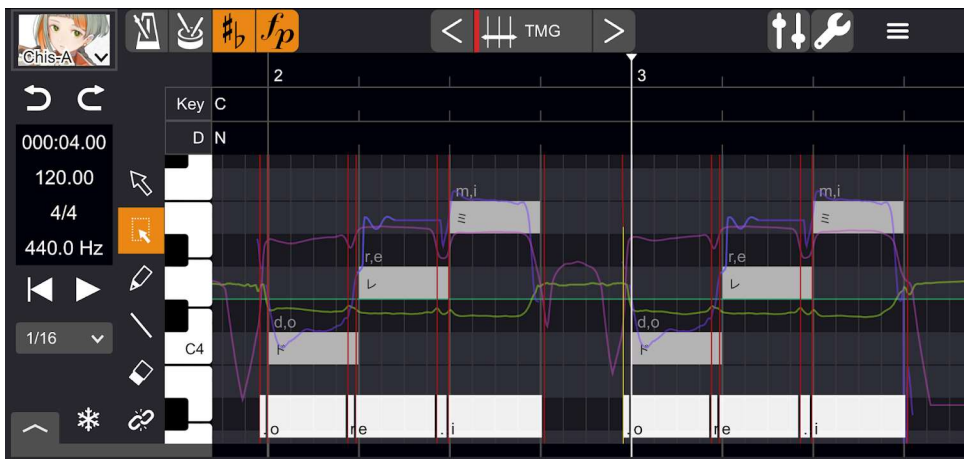 Chis-A
♯♭ fp
TMG
2 3
Key C
D N
000:04.00
120.00
4/4
440.0 Hz
1/16
C4
m,i m,i
ミ ミ
r,e r,e
レ レ
d,o d,o
ド ド
.o re . i .o re . i